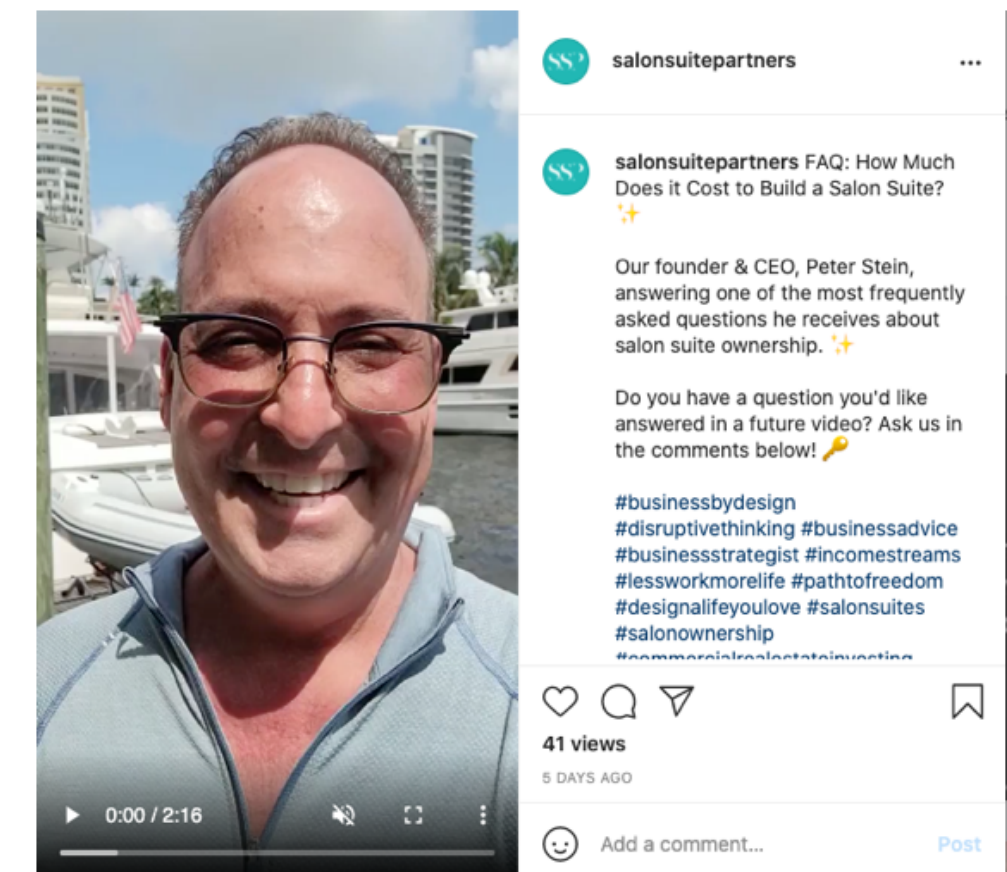 salonsuitepartners
salonsuitepartners FAQ: How Much
Does it Cost to Build a Salon Suite?
✨
Our founder & CEO, Peter Stein,
answering one of the most frequently
asked questions he receives about
salon suite ownership. ✨
Do you have a question you'd like
answered in a future video? Ask us in
the comments below! 🔑
#businessbydesign
#disruptivethinking #businessadvice
#businessstrategist #incomestreams
#lessworkmorelife #pathtofreedom
#designalifeyoulove #salonsuites
#salonownership
#commercialrealestateinvesting
41 views
5 DAYS AGO
Add a comment... Post
0:00 / 2:16
SSP
SSP